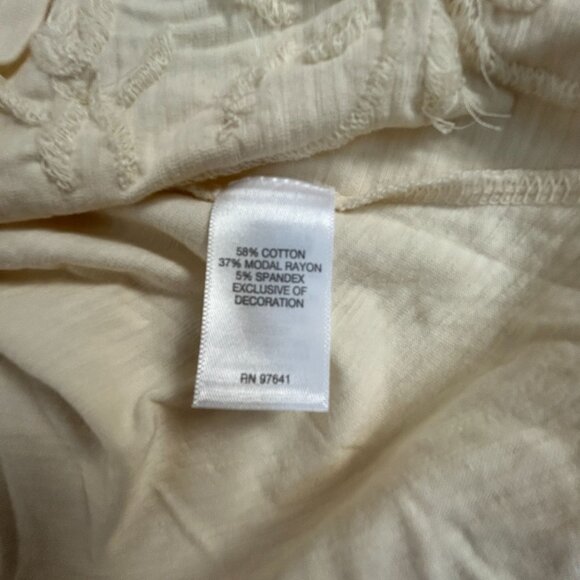 58% COTTON
37% MODAL RAYON
5% SPANDEX
EXCLUSIVE OF
DECORATION
RN 97641